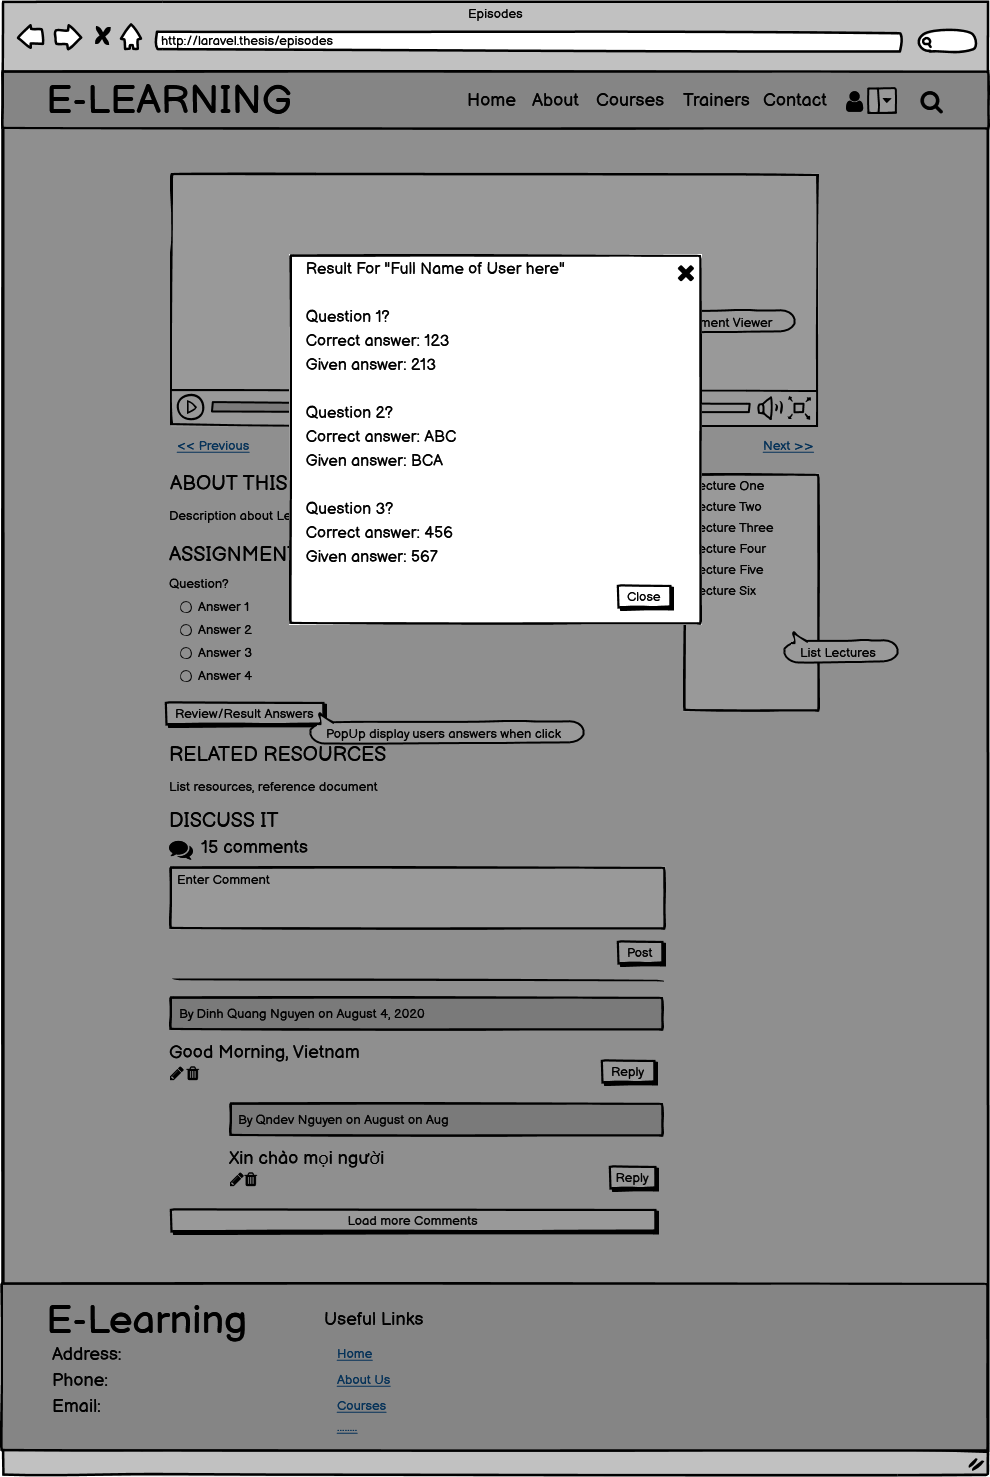 Episodes
http://laravel.thesis/episodes
E-LEARNING
Home About Courses Trainers Contact
Result For "Full Name of User here"
Question 1?
Correct answer: 123
Given answer: 213
Question 2?
Correct answer: ABC
Given answer: BCA
Question 3?
Correct answer: 456
Given answer: 567
Close
Viewer
<< Previous
Next >>
ABOUT THIS
Description about
ASSIGNMENT
Question?
Answer 1
Answer 2
Answer 3
Answer 4
Review/Result Answers
PopUp display users answers when click
ecture One
ecture Two
ecture Three
ecture Four
ecture Five
ecture Six
List Lectures
RELATED RESOURCES
List resources, reference document
DISCUSS IT
15 comments
Enter Comment
Post
By Dinh Quang Nguyen on August 4, 2020
Good Morning, Vietnam
Reply
By Qndev Nguyen on August on Aug
Xin chào mọi người
Reply
Load more Comments
E-Learning
Address:
Phone:
Email:
Useful Links
Home
About Us
Courses
........